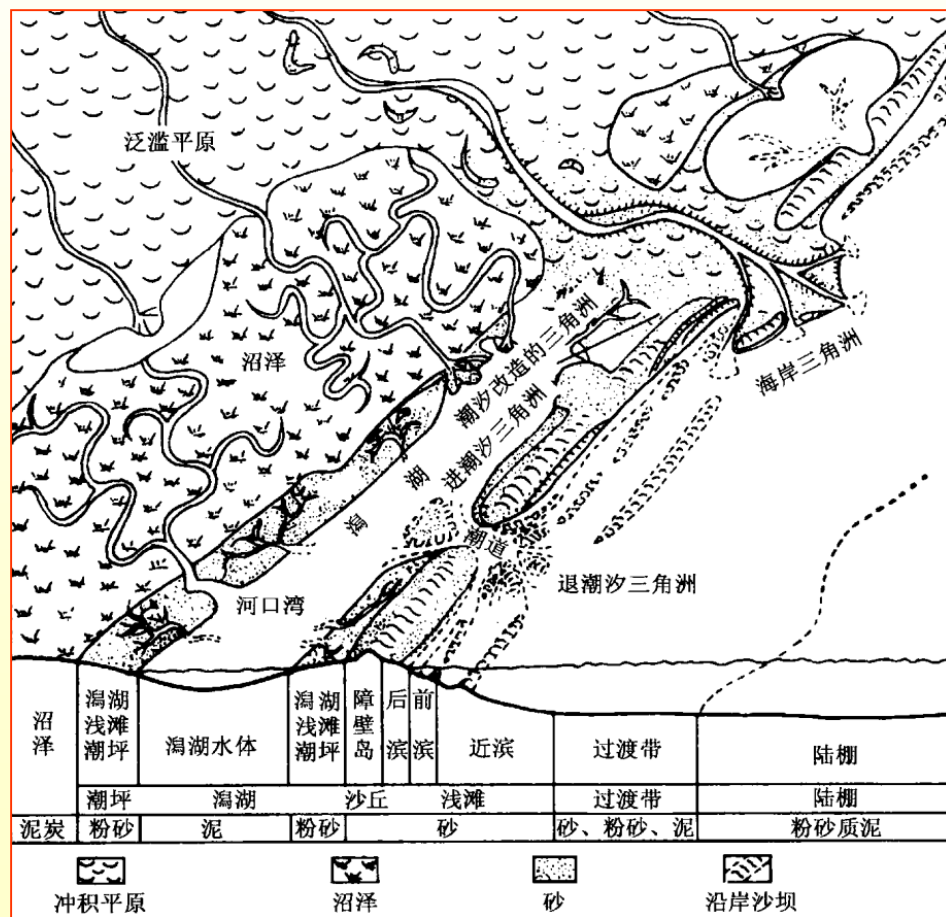 泛滥平原
沼泽
潮汐改造的三角洲
进潮汐三角洲
潟湖
潮道
海岸三角洲
退潮汐三角洲
河口湾
沼泽
潟湖浅滩潮坪
潟湖水体
潟湖浅滩潮坪
障壁岛
后滨
前滨
近滨
过渡带
陆棚
潮坪 潟湖 沙丘 浅滩 过渡带 陆棚
泥炭 粉砂 泥 粉砂 砂 砂、粉砂、泥 粉砂质泥
冲积平原 沼泽 砂 沿岸沙坝